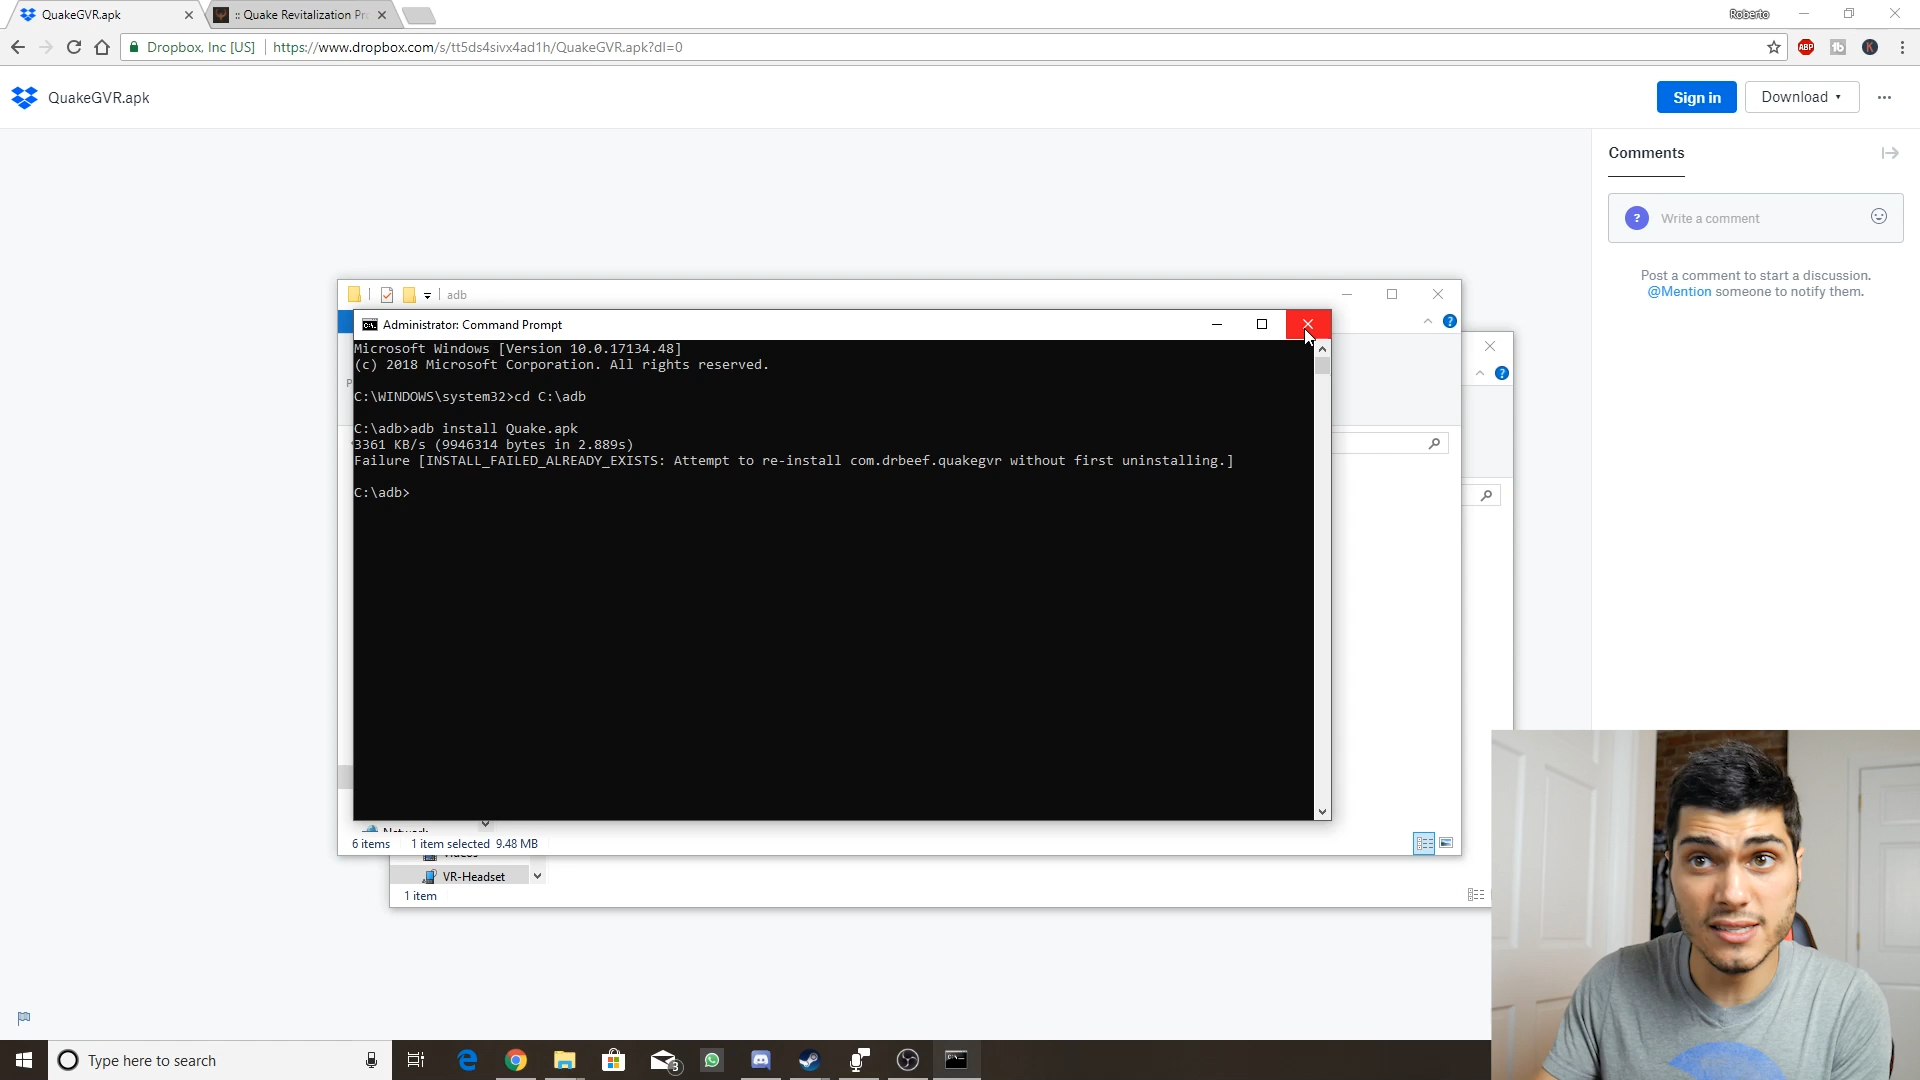 QuakeGVR.apk
:: Quake Revitalization Pr
Roberto
Dropbox, Inc [US]
https://www.dropbox.com/s/tt5ds4sivx4ad1h/QuakeGVR.apk?dl=0
ABP
K
QuakeGVR.apk
Sign in
Download
Comments
?
Write a comment
Post a comment to start a discussion.
@Mention someone to notify them.
adb
Administrator: Command Prompt
Microsoft Windows [Version 10.0.17134.48]
(c) 2018 Microsoft Corporation. All rights reserved.
C:\WINDOWS\system32>cd C:\adb
C:\adb>adb install Quake.apk
3361 KB/s (9946314 bytes in 2.889s)
Failure [INSTALL_FAILED_ALREADY_EXISTS: Attempt to re-install com.drbeef.quakegvr without first uninstalling.]
C:\adb>
Network
6 items
1 item selected 9.48 MB
Videos
VR-Headset
1 item
Type here to search
3